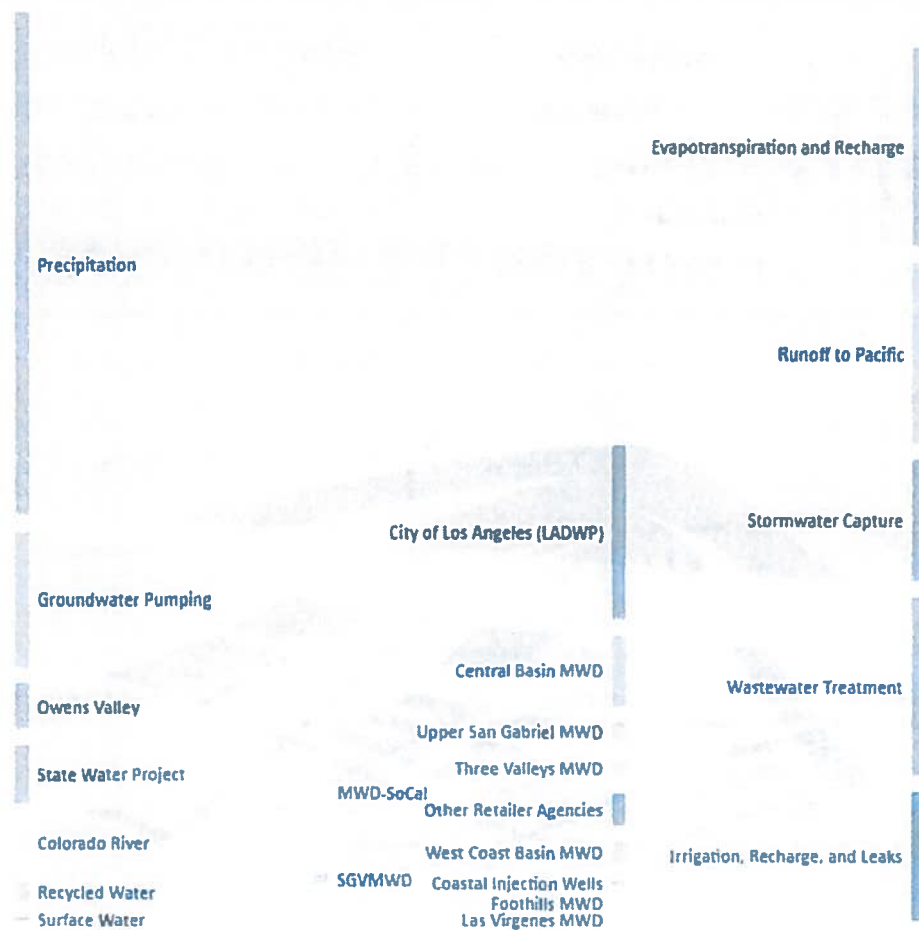 Evapotranspiration and Recharge
Precipitation
Runoff to Pacific
Stormwater Capture
City of Los Angeles (LADWP)
Groundwater Pumping
Central Basin MWD
Wastewater Treatment
Owens Valley
Upper San Gabriel MWD
Three Valleys MWD
State Water Project
MWD-SoCal
Other Retailer Agencies
Colorado River
West Coast Basin MWD
Irrigation, Recharge, and Leaks
SGVMWD
Coastal Injection Wells
Recycled Water
Foothills MWD
Surface Water
Las Virgenes MWD